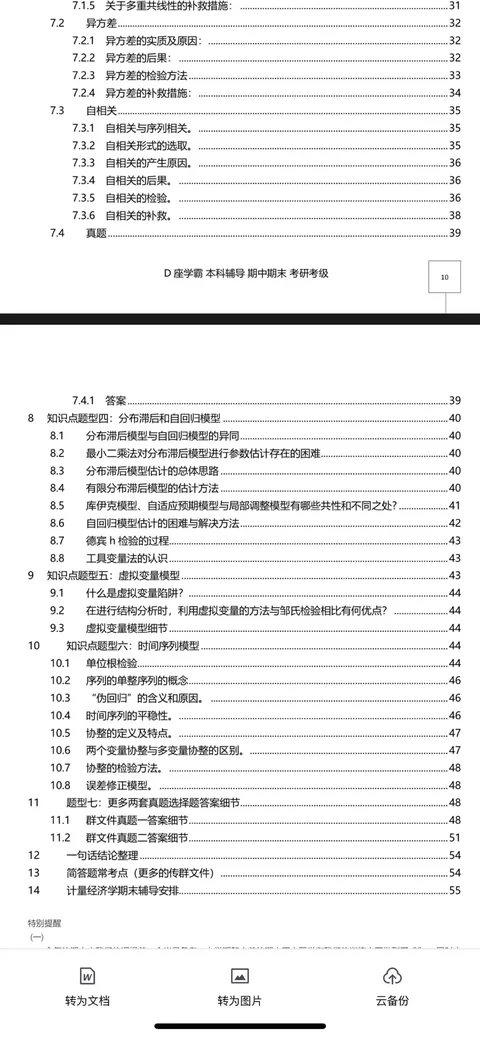 7.1.5 关于多重共线性的补救措施：31
7.2 异方差 32
7.2.1 异方差的实质及原因：32
7.2.2 异方差的后果：32
7.2.3 异方差的检验方法 33
7.2.4 异方差的补救措施：34
7.3 自相关 35
7.3.1 自相关与序列相关。35
7.3.2 自相关形式的选取。35
7.3.3 自相关的产生原因。36
7.3.4 自相关的后果。36
7.3.5 自相关的检验。36
7.3.6 自相关的补救。38
7.4 真题 39
D 座学霸 本科辅导 期中期末 考研考级
10
7.4.1 答案 39
8 知识点题型四：分布滞后和自回归模型 40
8.1 分布滞后模型与自回归模型的异同 40
8.2 最小二乘法对分布滞后模型进行参数估计存在的困难 40
8.3 分布滞后模型估计的总体思路 40
8.4 有限分布滞后模型的估计方法 40
8.5 库伊克模型、自适应预期模型与局部调整模型有哪些共性和不同之处? 41
8.6 自回归模型估计的困难与解决方法 42
8.7 德宾 h 检验的过程 43
8.8 工具变量法的认识 43
9 知识点题型五：虚拟变量模型 43
9.1 什么是虚拟变量陷阱？44
9.2 在进行结构分析时，利用虚拟变量的方法与邹氏检验相比有何优点？44
9.3 虚拟变量模型细节 44
10 知识点题型六：时间序列模型 44
10.1 单位根检验 44
10.2 序列的单整序列的概念 46
10.3 “伪回归”的含义和原因。46
10.4 时间序列的平稳性。46
10.5 协整的定义及特点。47
10.6 两个变量协整与多变量协整的区别。47
10.7 协整的检验方法。48
10.8 误差修正模型。48
11 题型七：更多两套真题选择题答案细节 48
11.1 群文件真题一答案细节 48
11.2 群文件真题二答案细节 51
12 一句话结论整理 54
13 简答题常考点（更多的传群文件）54
14 计量经济学期末辅导安排 55
特别提醒
（一）
转为文档
转为图片
云备份